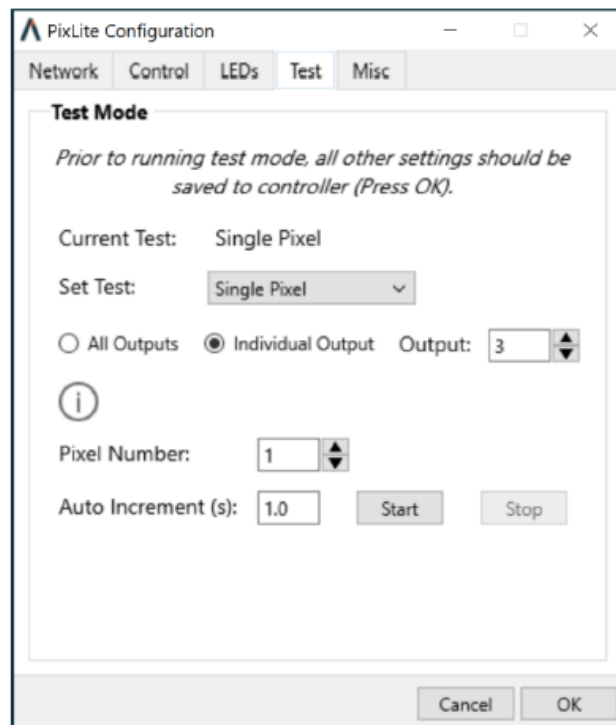 PixLite Configuration
Network Control LEDs Test Misc
Test Mode
Prior to running test mode, all other settings should be
saved to controller (Press OK).
Current Test: Single Pixel
Set Test: Single Pixel
All Outputs Individual Output Output: 3
i
Pixel Number: 1
Auto Increment (s): 1.0 Start Stop
Cancel OK